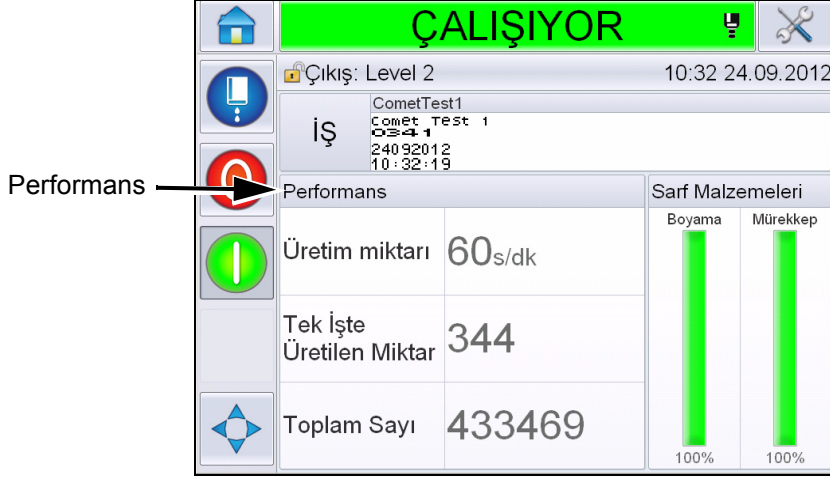 ÇALIŞIYOR
Çıkış: Level 2 10:32 24.09.2012
CometTest1
İŞ
Comet Test 1
0341
24092012
10:32:19
Performans
Performans
Sarf Malzemeleri
Boyama Mürekkep
Üretim miktarı 60s/dk
Tek İşte
Üretilen Miktar 344
Toplam Sayı 433469
100% 100%